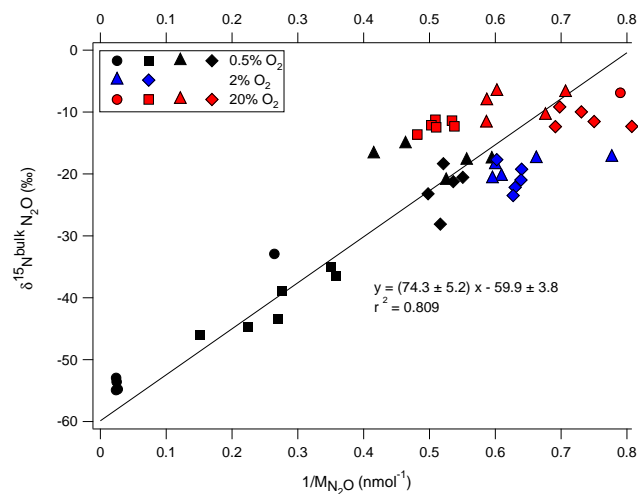 0 0.1 0.2 0.3 0.4 0.5 0.6 0.7 0.8
0
-10
-20
-30
-40
-50
-60
0.5% O₂
2% O₂
20% O₂
δ¹⁵Nᵇᵘˡᵏ N₂O (‰)
y = (74.3 ± 5.2) x - 59.9 ± 3.8
r ² = 0.809
0 0.1 0.2 0.3 0.4 0.5 0.6 0.7 0.8
1/M_N₂O (nmol⁻¹)